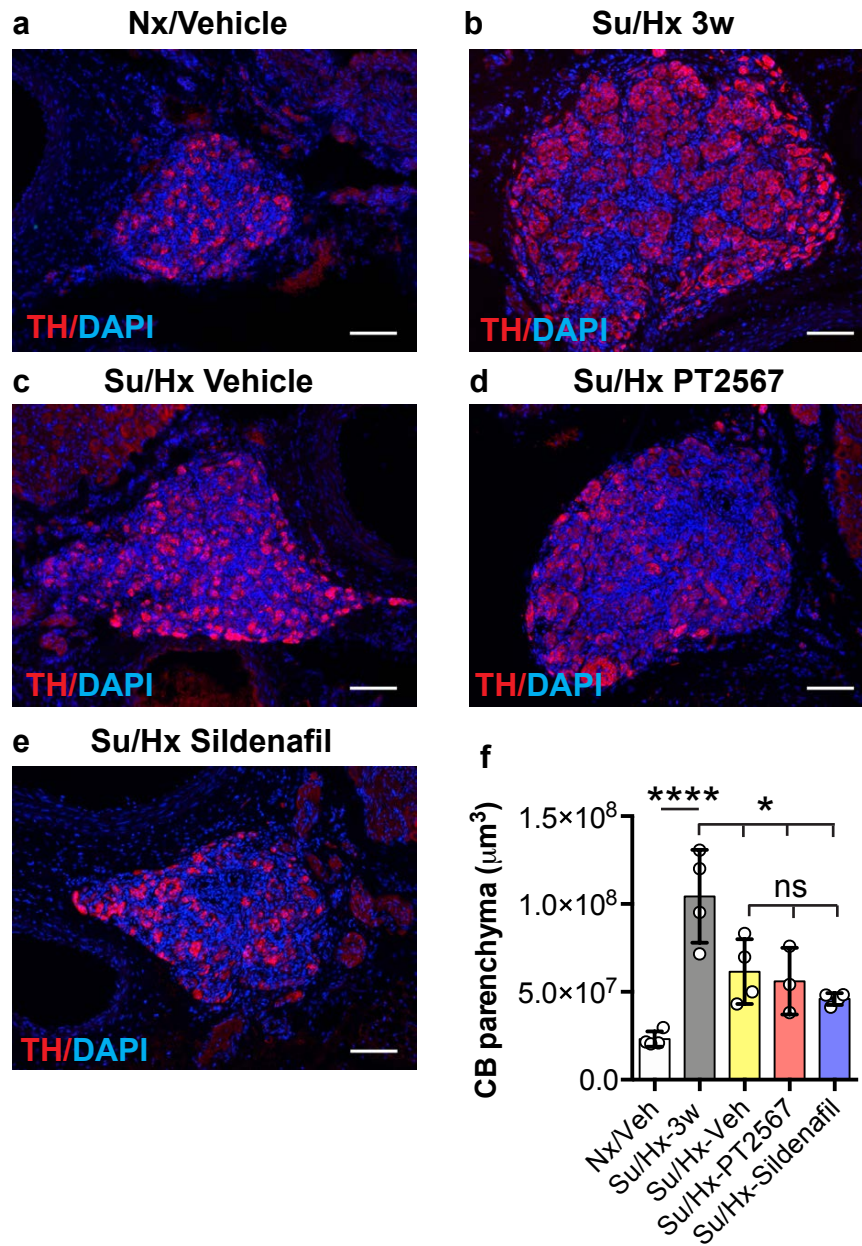 a Nx/Vehicle
b Su/Hx 3w
TH/DAPI
TH/DAPI
c Su/Hx Vehicle
d Su/Hx PT2567
TH/DAPI
TH/DAPI
e Su/Hx Sildenafil
TH/DAPI
f
CB parenchyma (μm³)
**** 
*
ns
1.5×10⁸
1.0×10⁸
5.0×10⁷
0.0
Nx/Veh
Su/Hx-3w
Su/Hx-Veh
Su/Hx-PT2567
Su/Hx-Sildenafil